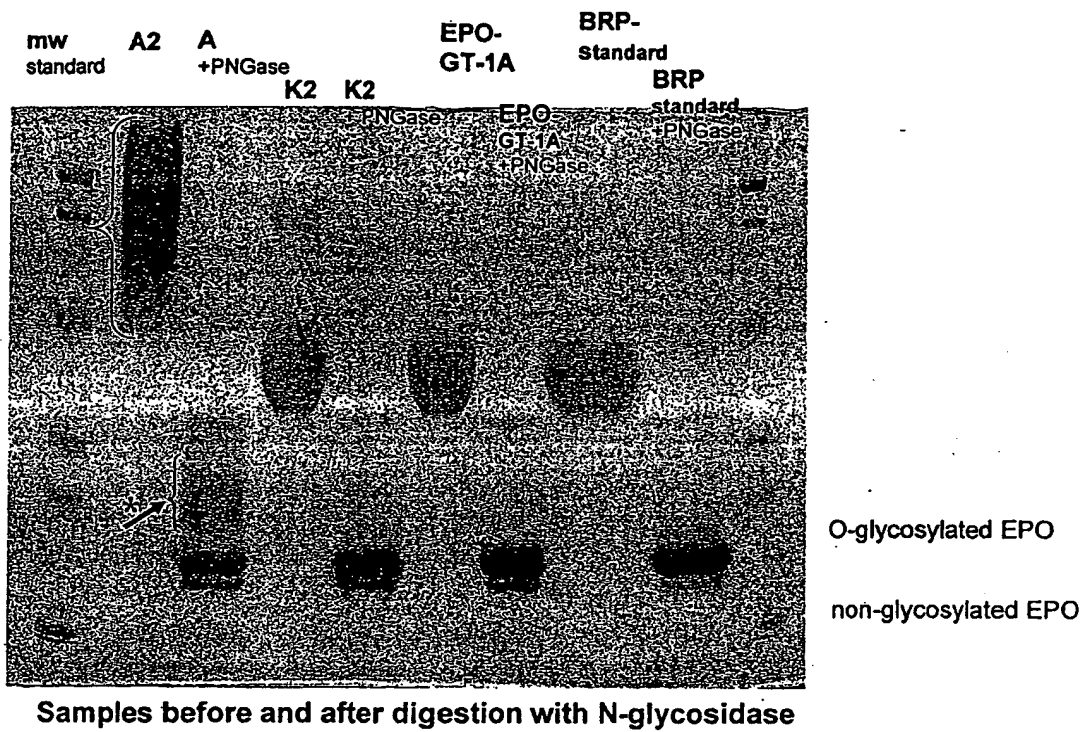 mw
standard
A2
A
+PNGase
K2
K2
PNGase
EPO-
GT-1A
EPO-
GT-1A
+PNGase
BRP-
standard
BRP
standard
+PNGase
*
O-glycosylated EPO
non-glycosylated EPO
Samples before and after digestion with N-glycosidase